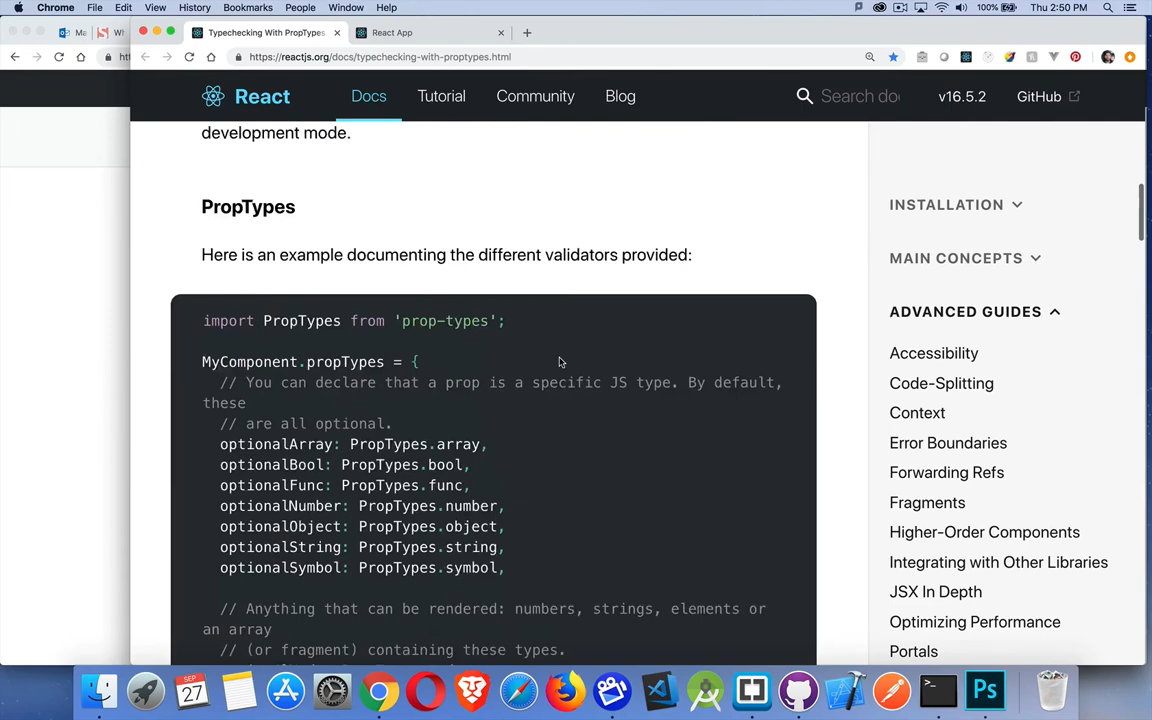 Chrome File Edit View History Bookmarks People Window Help 100% Thu 2:50 PM
Ma W Typechecking With PropTypes React App
htt https://reactjs.org/docs/typechecking-with-proptypes.html
React Docs Tutorial Community Blog Search doc v16.5.2 GitHub
development mode.
PropTypes
Here is an example documenting the different validators provided:
import PropTypes from 'prop-types';
MyComponent.propTypes = {
// You can declare that a prop is a specific JS type. By default,
these
// are all optional.
optionalArray: PropTypes.array,
optionalBool: PropTypes.bool,
optionalFunc: PropTypes.func,
optionalNumber: PropTypes.number,
optionalObject: PropTypes.object,
optionalString: PropTypes.string,
optionalSymbol: PropTypes.symbol,
// Anything that can be rendered: numbers, strings, elements or
an array
// (or fragment) containing these types.
INSTALLATION
MAIN CONCEPTS
ADVANCED GUIDES
Accessibility
Code-Splitting
Context
Error Boundaries
Forwarding Refs
Fragments
Higher-Order Components
Integrating with Other Libraries
JSX In Depth
Optimizing Performance
Portals
SEP
27
>_
Ps